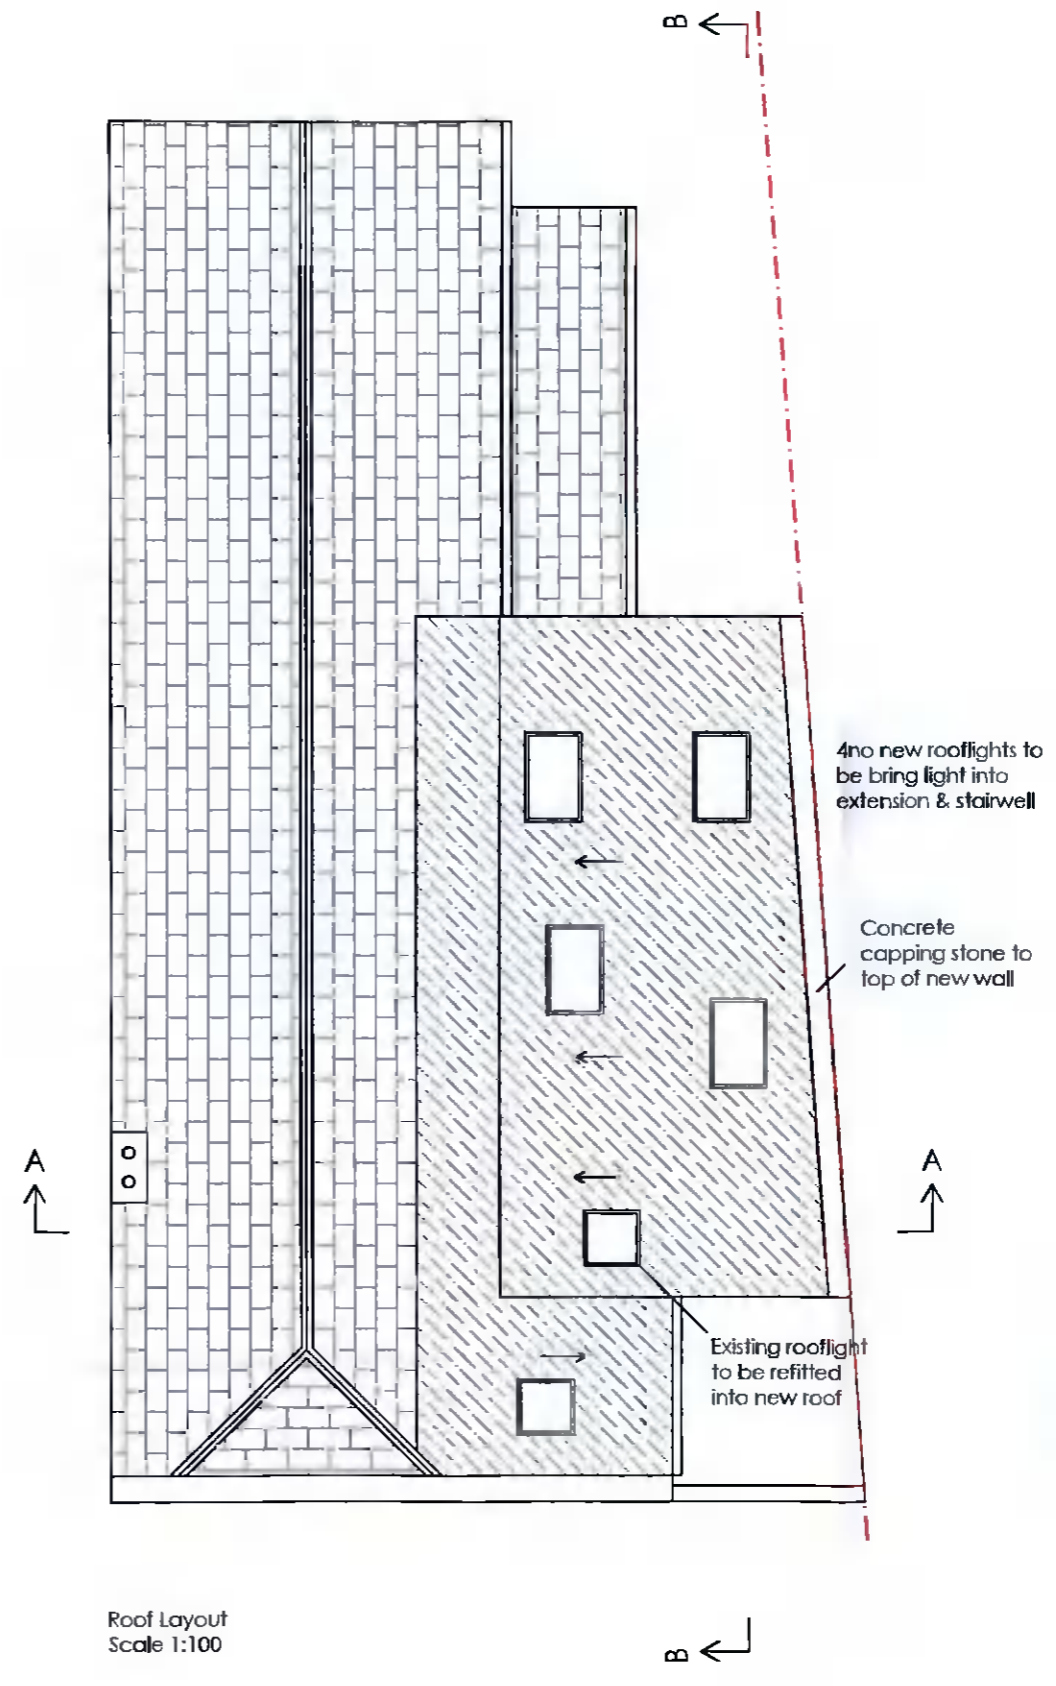 B
4no new rooflights to
be bring light into
extension & stairwell
Concrete
capping stone to
top of new wall
A
A
Existing rooflight
to be refitted
into new roof
Roof Layout
Scale 1:100
B